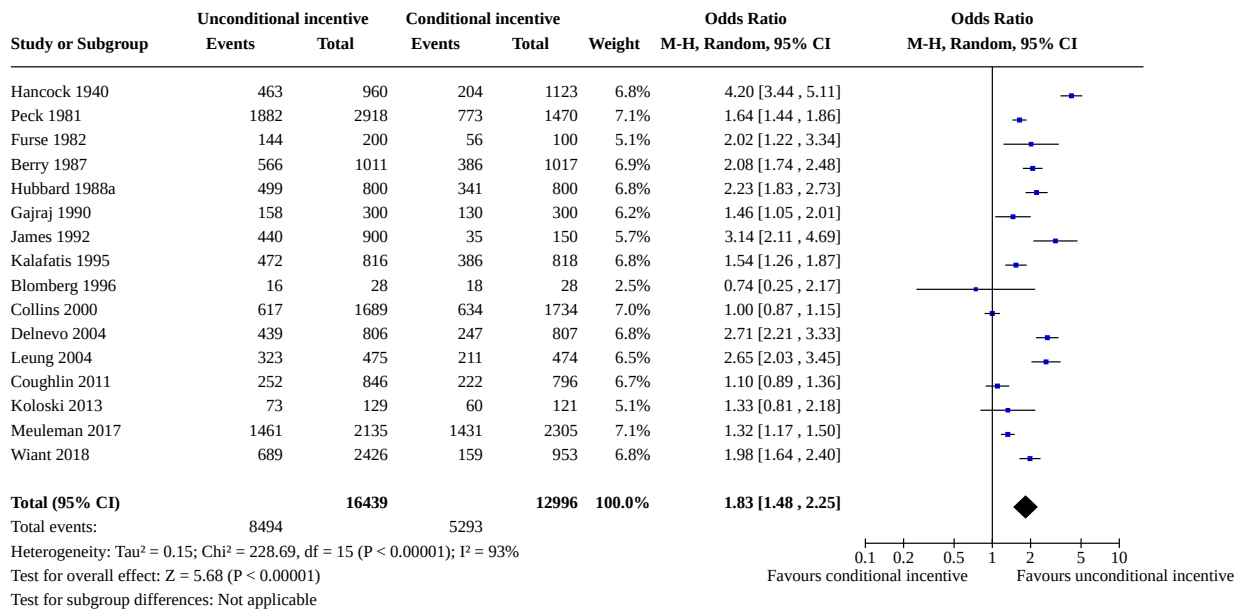 Unconditional incentive Conditional incentive Odds Ratio Odds Ratio
Study or Subgroup Events Total Events Total Weight M-H, Random, 95% CI M-H, Random, 95% CI
Hancock 1940 463 960 204 1123 6.8% 4.20 [3.44 , 5.11]
Peck 1981 1882 2918 773 1470 7.1% 1.64 [1.44 , 1.86]
Furse 1982 144 200 56 100 5.1% 2.02 [1.22 , 3.34]
Berry 1987 566 1011 386 1017 6.9% 2.08 [1.74 , 2.48]
Hubbard 1988a 499 800 341 800 6.8% 2.23 [1.83 , 2.73]
Gajraj 1990 158 300 130 300 6.2% 1.46 [1.05 , 2.01]
James 1992 440 900 35 150 5.7% 3.14 [2.11 , 4.69]
Kalafatis 1995 472 816 386 818 6.8% 1.54 [1.26 , 1.87]
Blomberg 1996 16 28 18 28 2.5% 0.74 [0.25 , 2.17]
Collins 2000 617 1689 634 1734 7.0% 1.00 [0.87 , 1.15]
Delnevo 2004 439 806 247 807 6.8% 2.71 [2.21 , 3.33]
Leung 2004 323 475 211 474 6.5% 2.65 [2.03 , 3.45]
Coughlin 2011 252 846 222 796 6.7% 1.10 [0.89 , 1.36]
Koloski 2013 73 129 60 121 5.1% 1.33 [0.81 , 2.18]
Meuleman 2017 1461 2135 1431 2305 7.1% 1.32 [1.17 , 1.50]
Wiant 2018 689 2426 159 953 6.8% 1.98 [1.64 , 2.40]
Total (95% CI) 16439 12996 100.0% 1.83 [1.48 , 2.25]
Total events: 8494 5293
Heterogeneity: Tau² = 0.15; Chi² = 228.69, df = 15 (P < 0.00001); I² = 93%
0.1 0.2 0.5 1 2 5 10
Test for overall effect: Z = 5.68 (P < 0.00001)
Favours conditional incentive Favours unconditional incentive
Test for subgroup differences: Not applicable